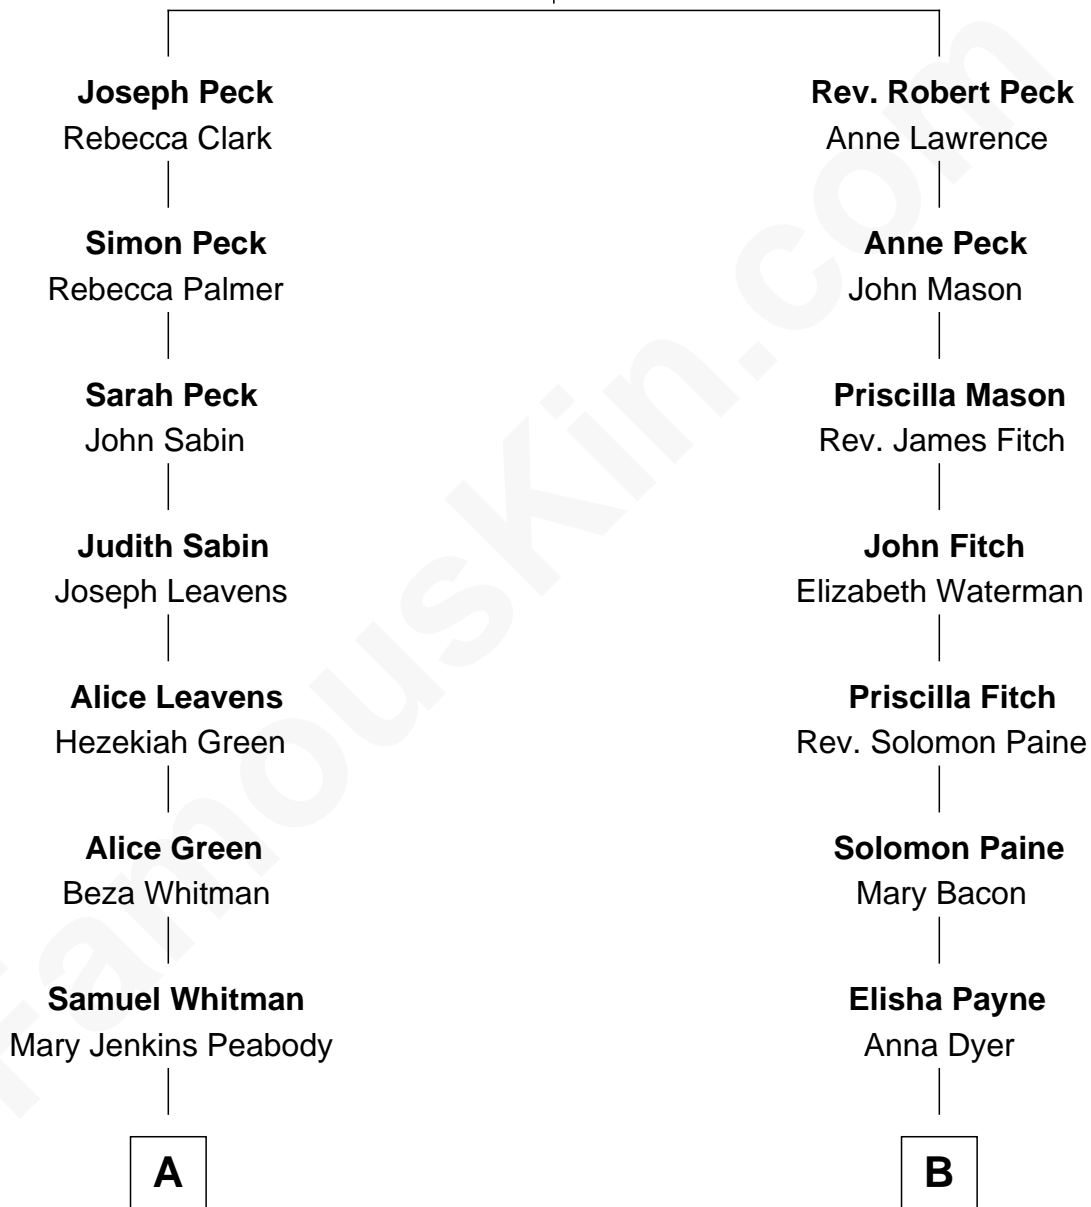 Joseph Peck
Rebecca Clark
Simon Peck
Rebecca Palmer
Sarah Peck
John Sabin
Judith Sabin
Joseph Leavens
Alice Leavens
Hezekiah Green
Alice Green
Beza Whitman
Samuel Whitman
Mary Jenkins Peabody
A
Rev. Robert Peck
Anne Lawrence
Anne Peck
John Mason
Priscilla Mason
Rev. James Fitch
John Fitch
Elizabeth Waterman
Priscilla Fitch
Rev. Solomon Paine
Solomon Paine
Mary Bacon
Elisha Payne
Anna Dyer
B
FamousKin.com